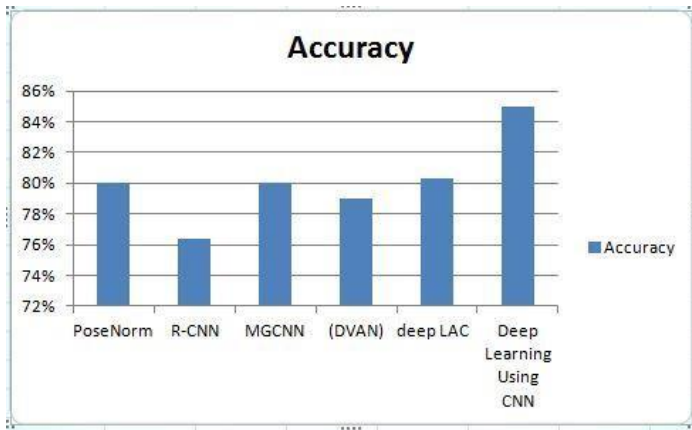 Accuracy
86%
84%
82%
80%
78%
76%
74%
72%
PoseNorm R-CNN MGCNN (DVAN) deep LAC Deep
Learning
Using
CNN
Accuracy